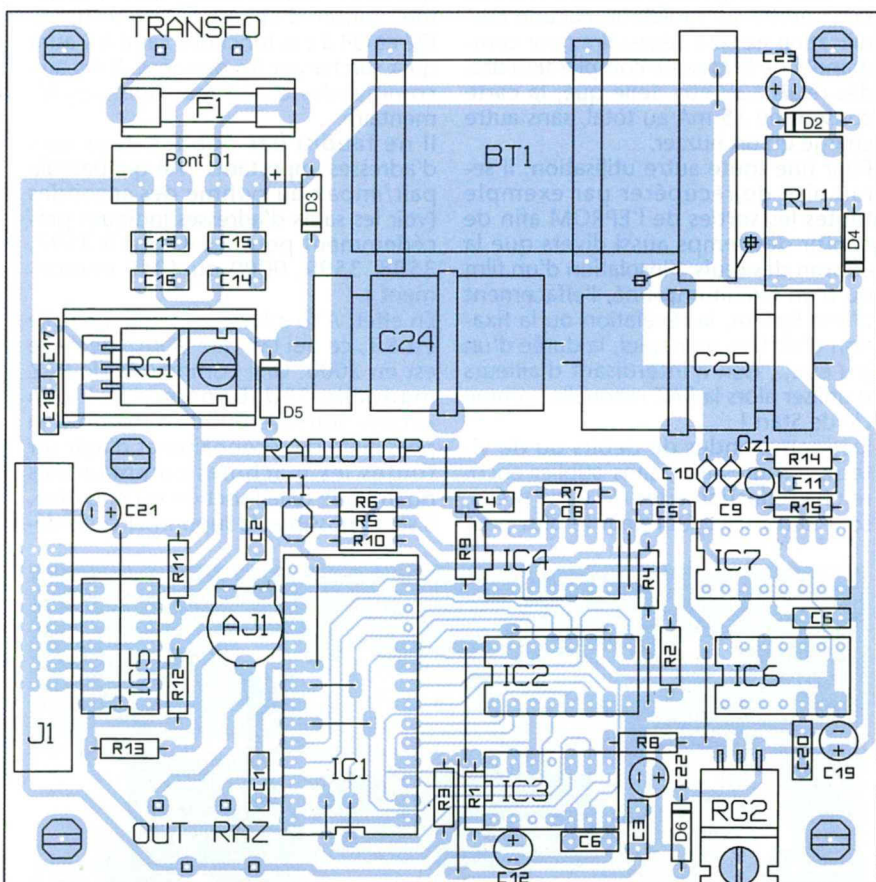 TRANSFO
F1
Pont D1
- +
C13 C15
C16 C14
D3
BT1
C23
+ -
D2
RL1
D4
C17
RG1
C18
D5
C24
C25
RADIOTOP
Qz1
C10
C9
R14
C11
R15
C21
+ -
T1
C2
R6
R5
R10
C4
R7
C8
C5
R9
IC4
R4
IC7
R11
AJ1
IC5
R12
IC2
R2
C6
IC6
J1
R13
C1
IC1
R3
R1
IC3
R8
C22
- +
C20
C19
- +
RG2
D6
C3
C6
C12
+ -
OUT RAZ